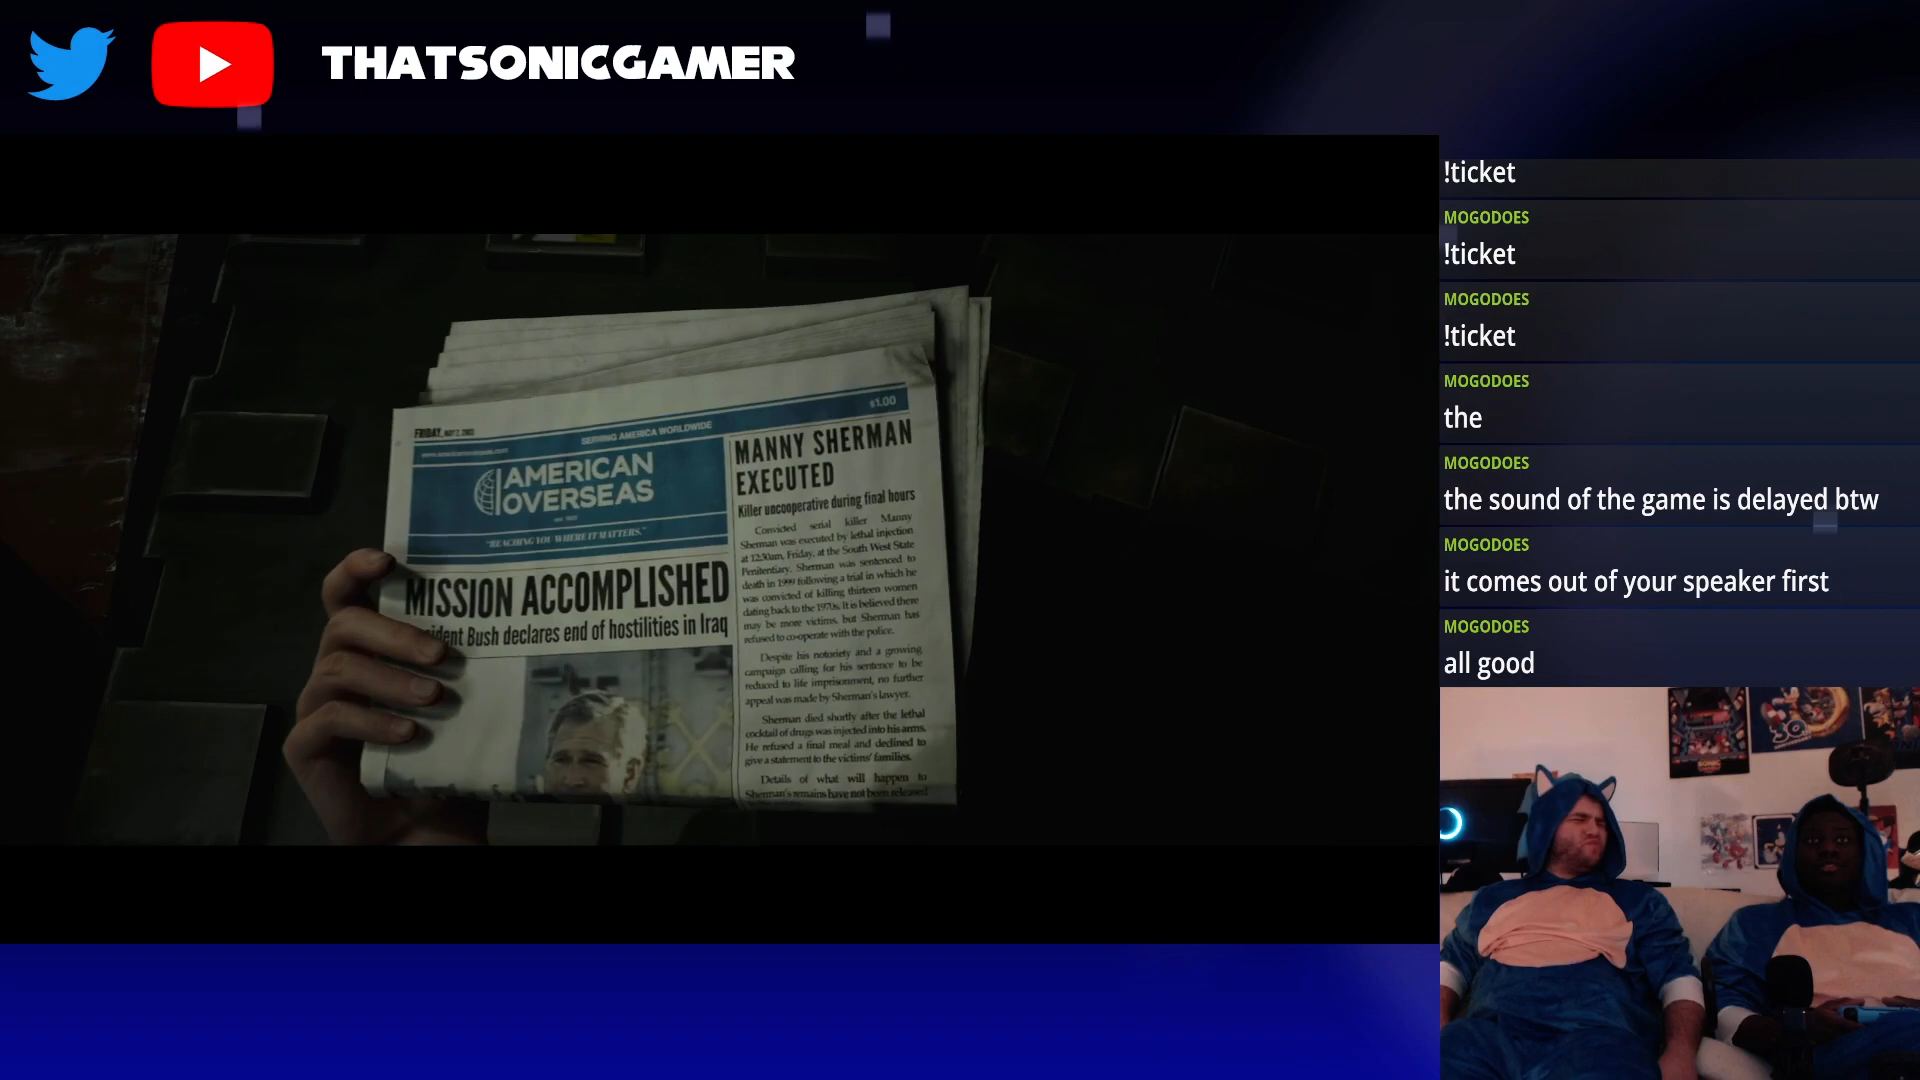 THATSONICGAMER
!ticket
MOGODOES
!ticket
MOGODOES
!ticket
MOGODOES
the
MOGODOES
the sound of the game is delayed btw
MOGODOES
it comes out of your speaker first
MOGODOES
all good
FRIDAY,
SERVING AMERICA WORLDWIDE
$1.00
AMERICAN
OVERSEAS
"REACHING YOU WHERE IT MATTERS."
MISSION ACCOMPLISHED
Bush declares end of hostilities in Iraq
MANNY SHERMAN
EXECUTED
Killer uncooperative during final hours
Convicted serial killer Manny
Sherman was executed by lethal injection
at 12:30am, Friday, at the South West State
Penitentiary. Sherman was sentenced to
death in 1999 following a trial in which he
was convicted of killing thirteen women
dating back to the 1970s. It is believed there
may be more victims, but Sherman has
refused to co-operate with the police.
Despite his notoriety and a growing
campaign calling for his sentence to be
reduced to life imprisonment, no further
appeal was made by Sherman's lawyer.
Sherman died shortly after the lethal
cocktail of drugs was injected into his arms.
He refused a final meal and declined to
give a statement to the victims' families.
Details of what will happen to
Sherman's remains have not been released
SONIC
30